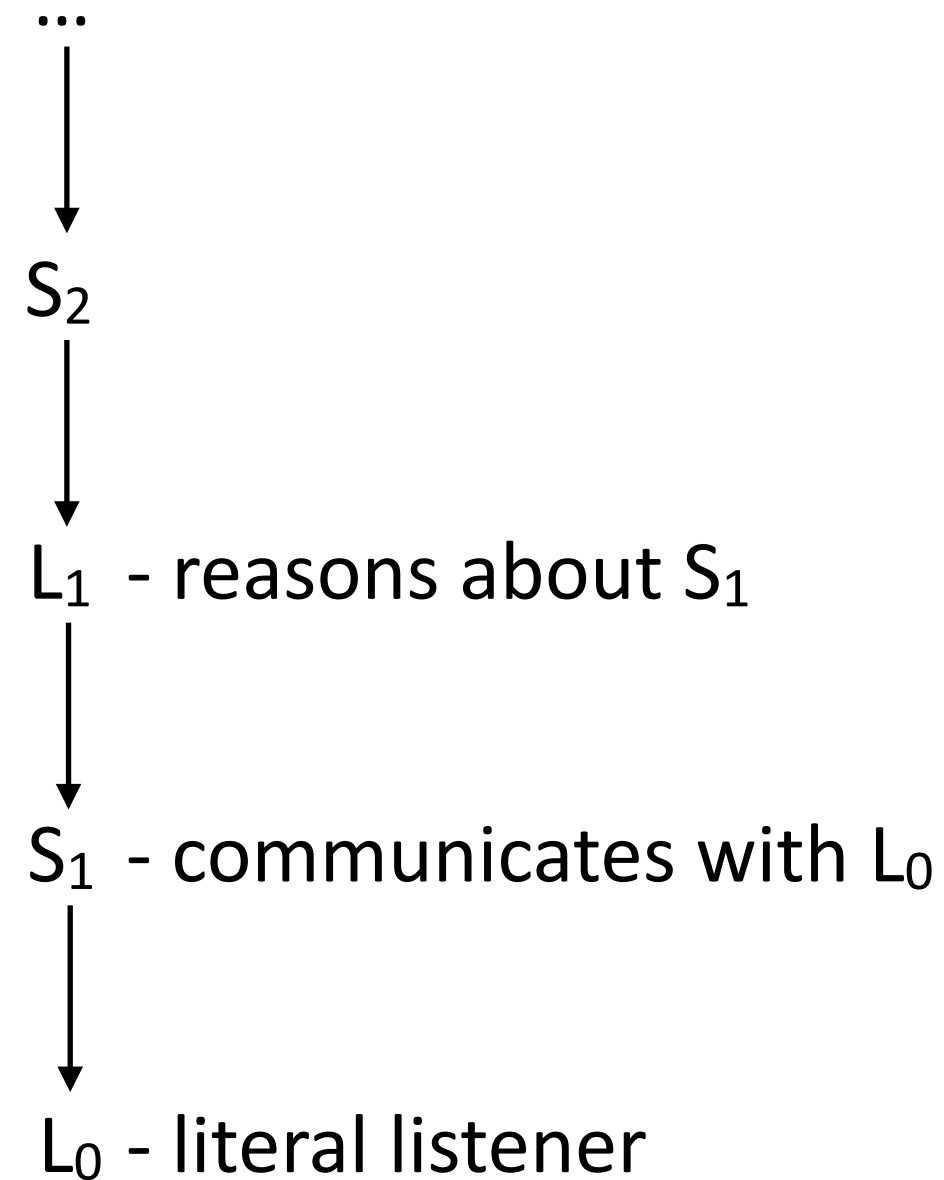 ...
S₂
L₁ - reasons about S₁
S₁ - communicates with L₀
L₀ - literal listener